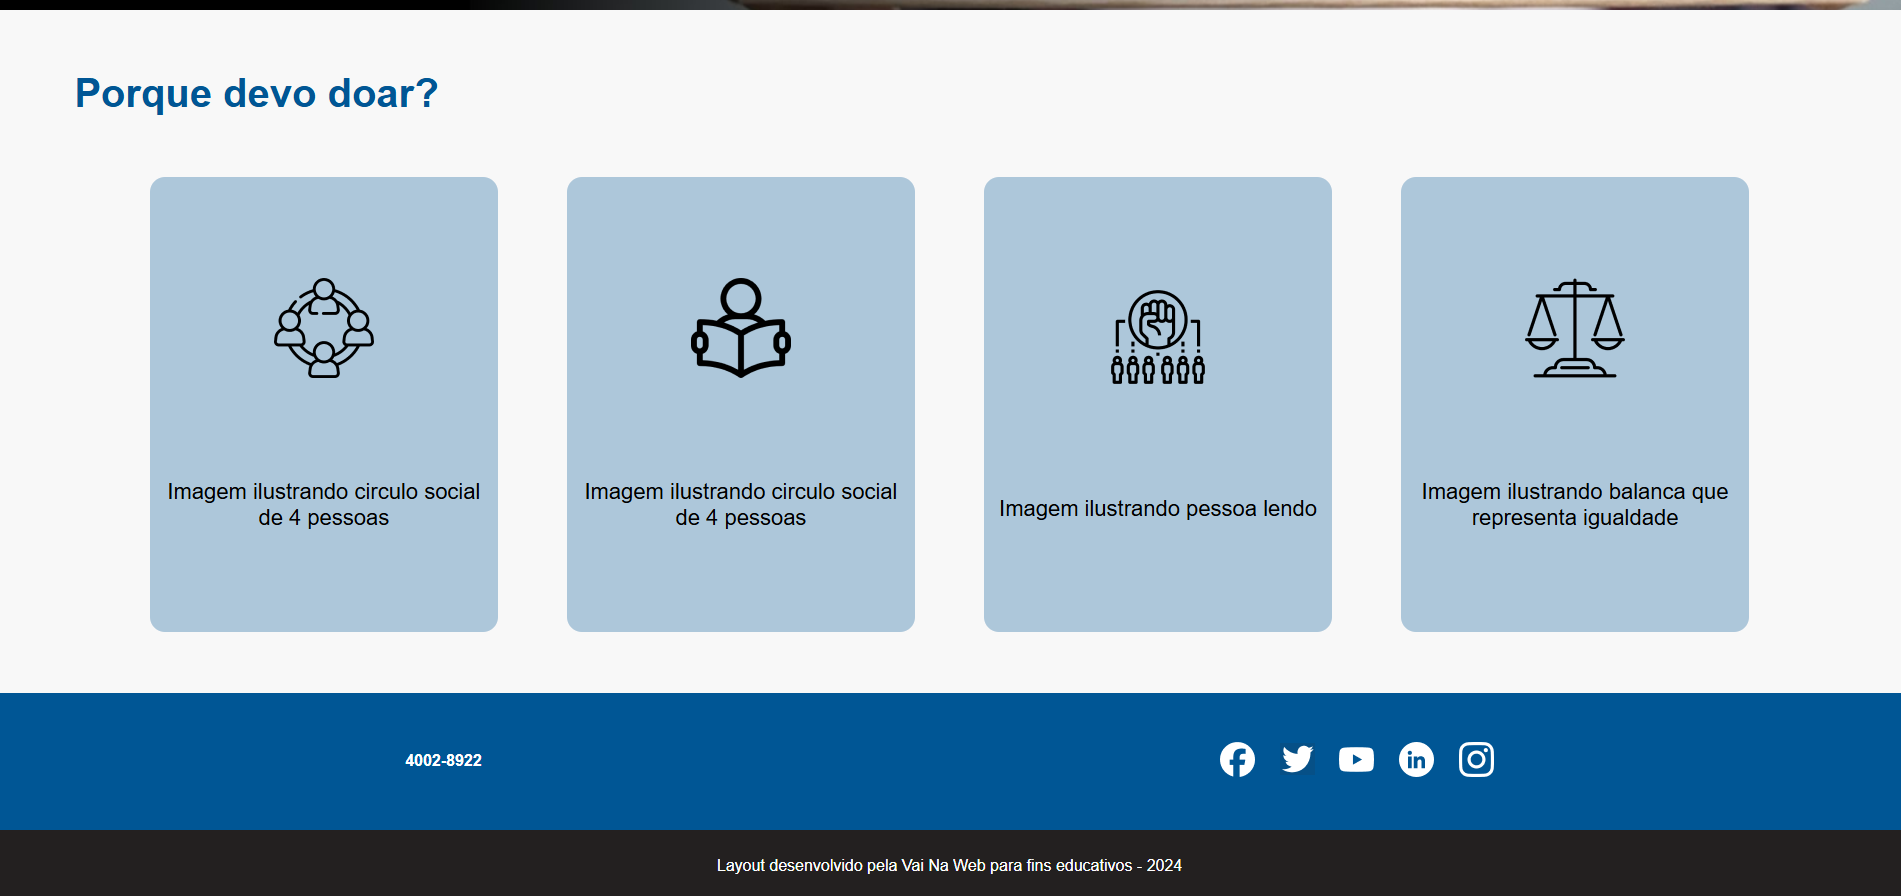 Porque devo doar?
Imagem ilustrando circulo social
de 4 pessoas
Imagem ilustrando circulo social
de 4 pessoas
Imagem ilustrando pessoa lendo
Imagem ilustrando balanca que
representa igualdade
4002-8922
in
Layout desenvolvido pela Vai Na Web para fins educativos - 2024